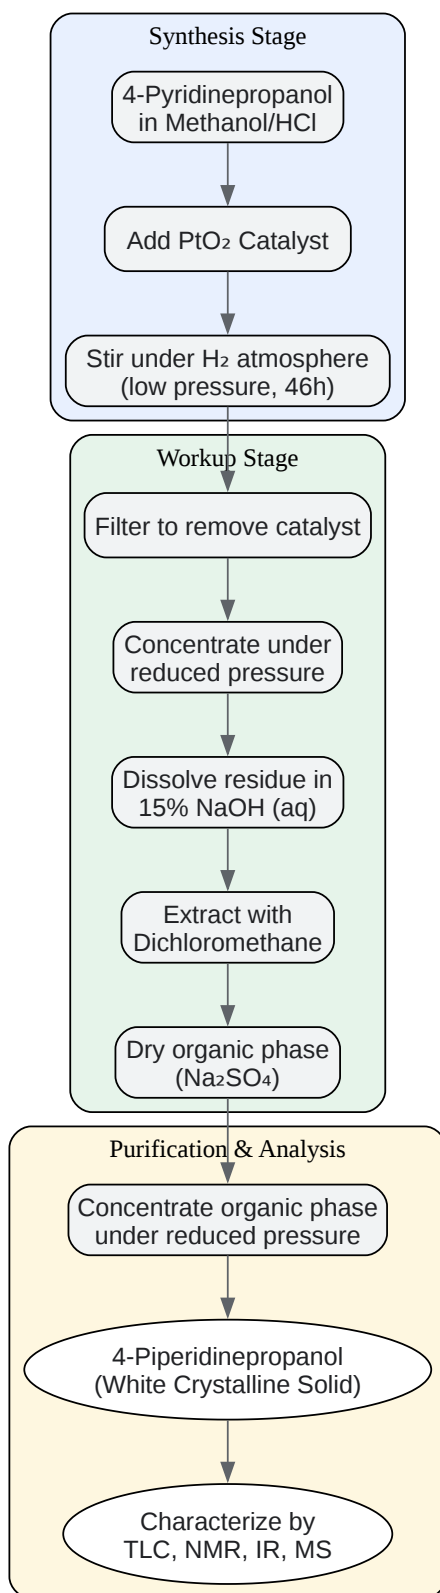 Synthesis Stage
4-Pyridinepropanol
in Methanol/HCl
Add PtO₂ Catalyst
Stir under H₂ atmosphere
(low pressure, 46h)
Workup Stage
Filter to remove catalyst
Concentrate under
reduced pressure
Dissolve residue in
15% NaOH (aq)
Extract with
Dichloromethane
Dry organic phase
(Na₂SO₄)
Purification & Analysis
Concentrate organic phase
under reduced pressure
4-Piperidinepropanol
(White Crystalline Solid)
Characterize by
TLC, NMR, IR, MS